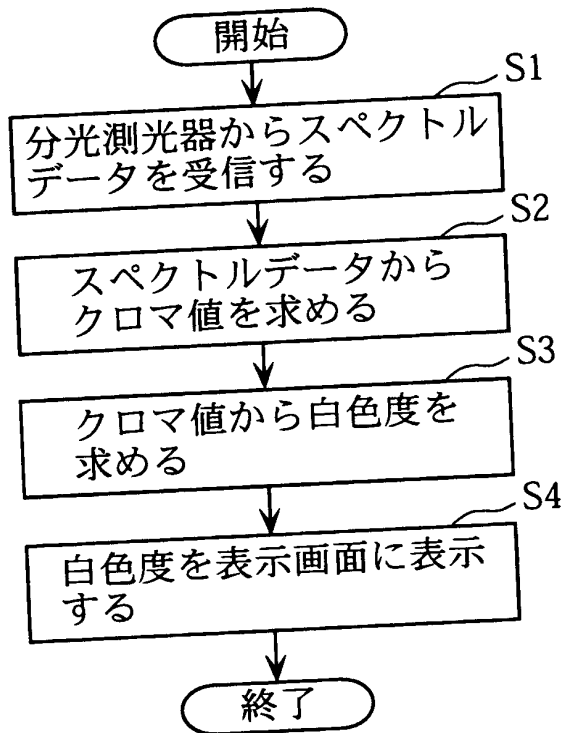 開始
S1
分光測光器からスペクトル
データを受信する
S2
スペクトルデータから
クロマ値を求める
S3
クロマ値から白色度を
求める
S4
白色度を表示画面に表示
する
終了